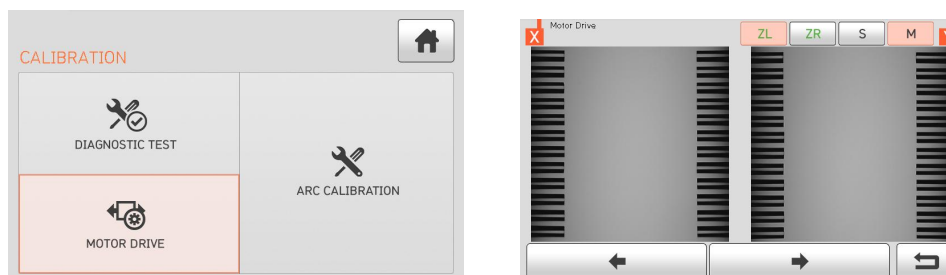 CALIBRATION
DIAGNOSTIC TEST
ARC CALIBRATION
MOTOR DRIVE
X
Motor Drive
ZL
ZR
S
M